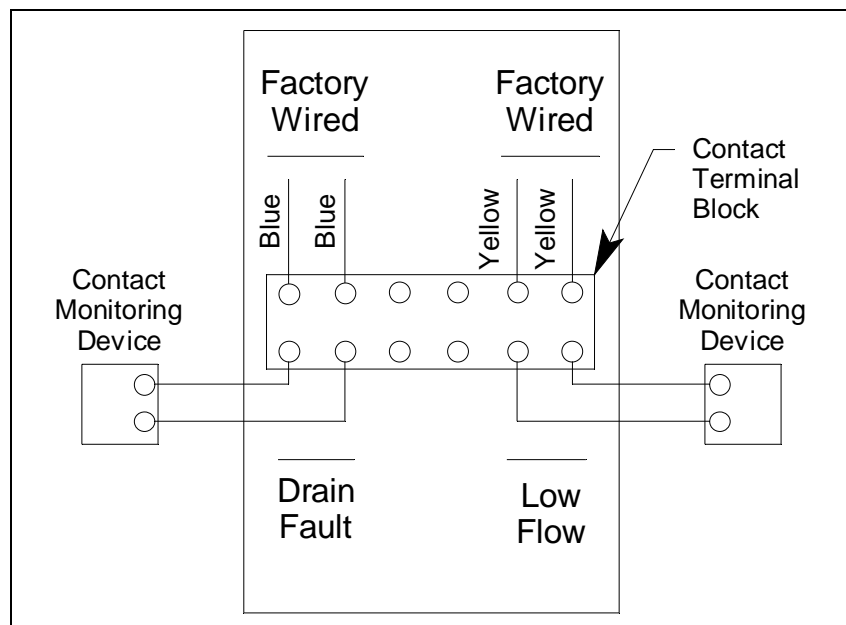 Factory
Wired
Factory
Wired
Contact
Terminal
Block
Blue
Blue
Yellow
Yellow
Contact
Monitoring
Device
Contact
Monitoring
Device
Drain
Fault
Low
Flow